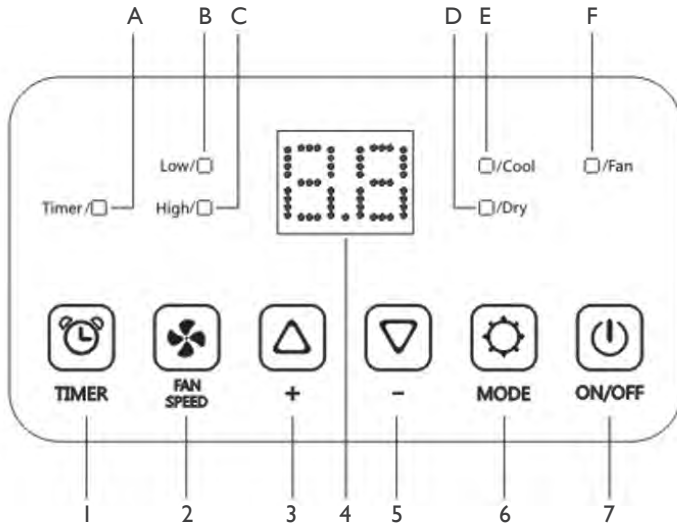 A B C D E F
Low/ /Cool /Fan
Timer/ High/ /Dry
8.8
TIMER FAN SPEED + - MODE ON/OFF
1 2 3 4 5 6 7